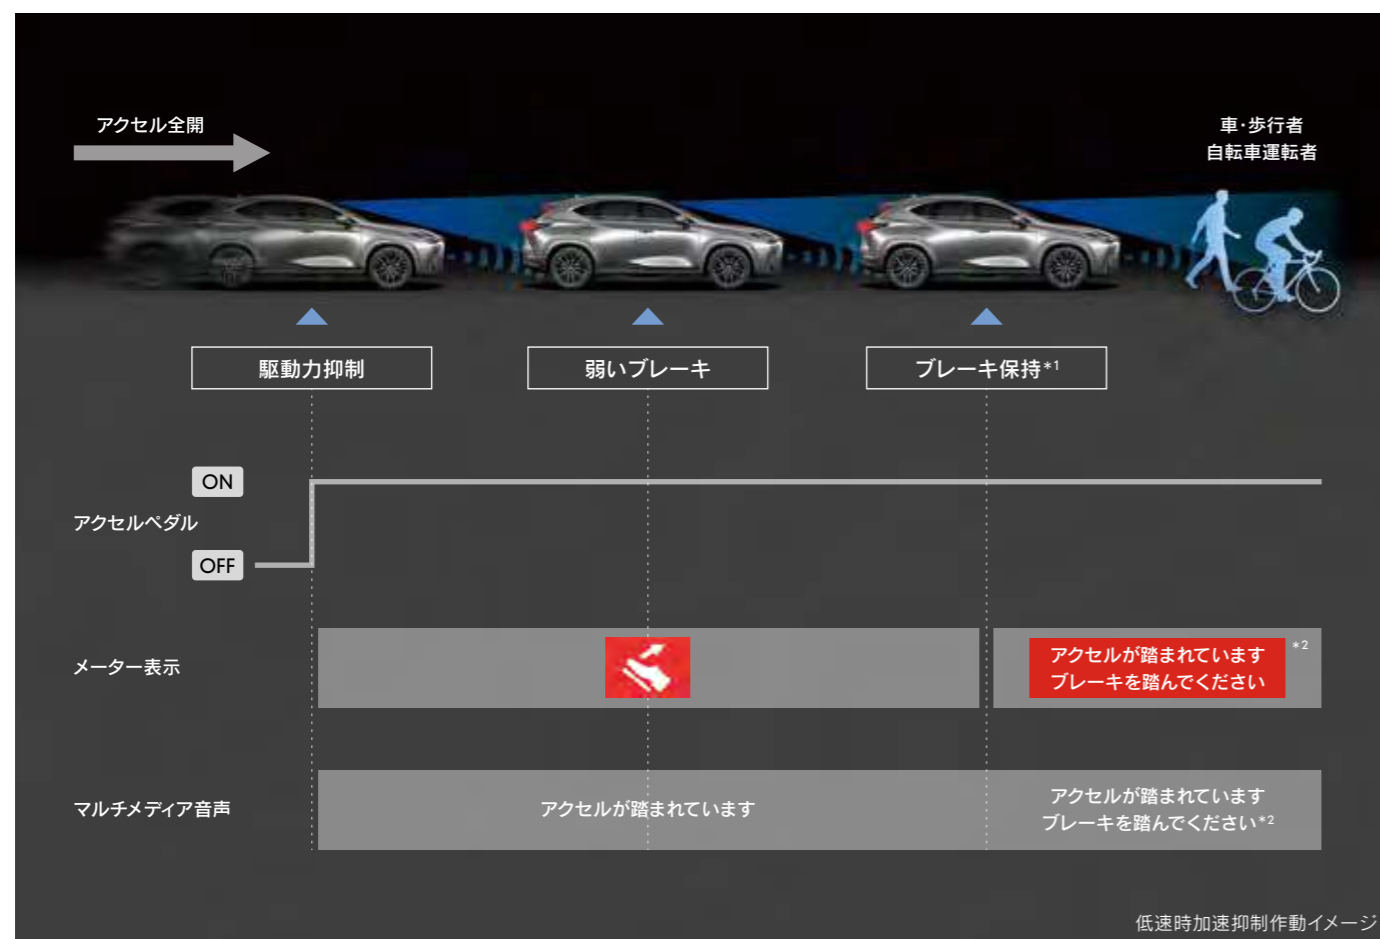 アクセル全開
車・歩行者
自転車運転者
駆動力抑制
弱いブレーキ
ブレーキ保持*1
ON
アクセルペダル
OFF
メーター表示
アクセルが踏まれています
ブレーキを踏んでください
*2
マルチメディア音声
アクセルが踏まれています
アクセルが踏まれています
ブレーキを踏んでください*2
低速時加速抑制作動イメージ